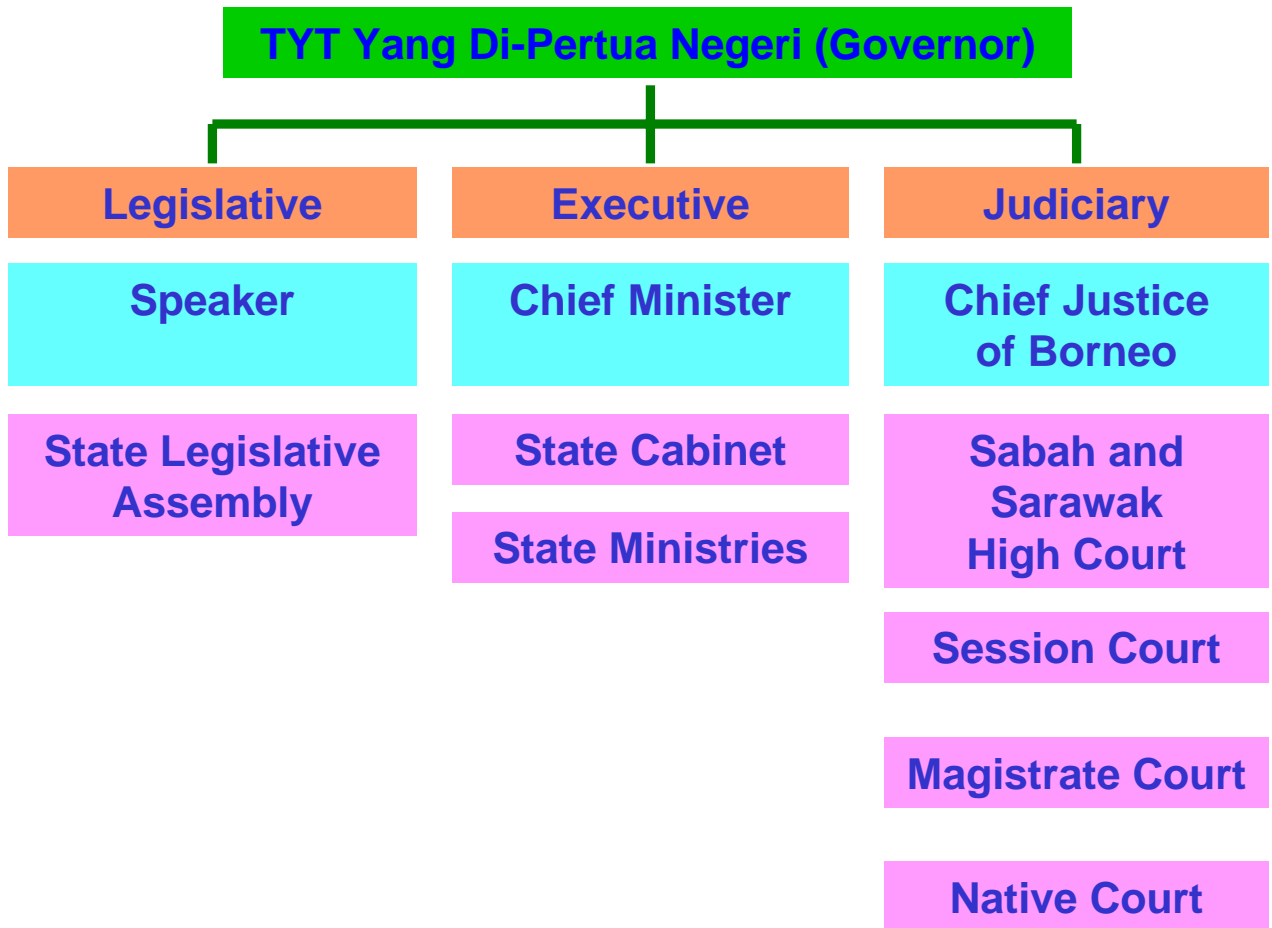 TYT Yang Di-Pertua Negeri (Governor)
Legislative
Executive
Judiciary
Speaker
Chief Minister
Chief Justice
of Borneo
State Legislative
Assembly
State Cabinet
State Ministries
Sabah and
Sarawak
High Court
Session Court
Magistrate Court
Native Court